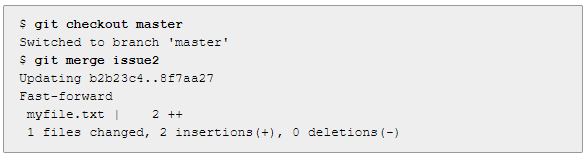 $ git checkout master
Switched to branch 'master'
$ git merge issue2
Updating b2b23c4..8f7aa27
Fast-forward
 myfile.txt |    2 ++
 1 files changed, 2 insertions(+), 0 deletions(-)